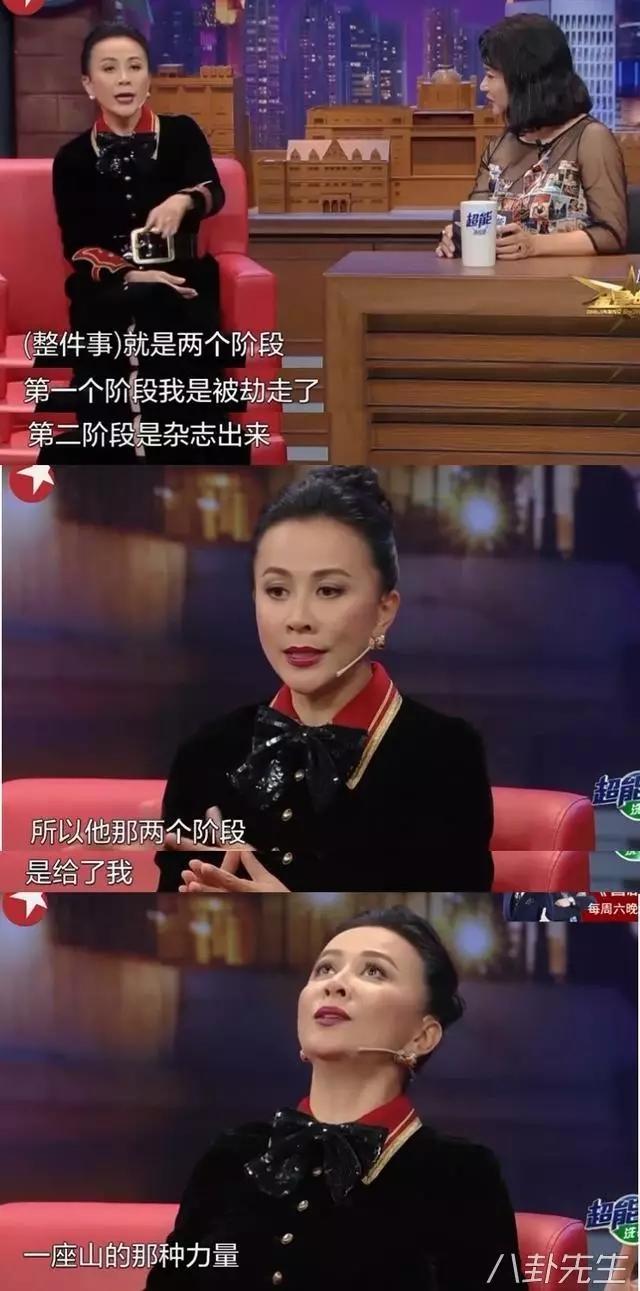 超能
(整件事)就是两个阶段
第一个阶段我是被劫走了
第二阶段是杂志出来
超能
洗
所以他那两个阶段
是给了我
每周六晚
超能
洗
一座山的那种力量
八卦先生